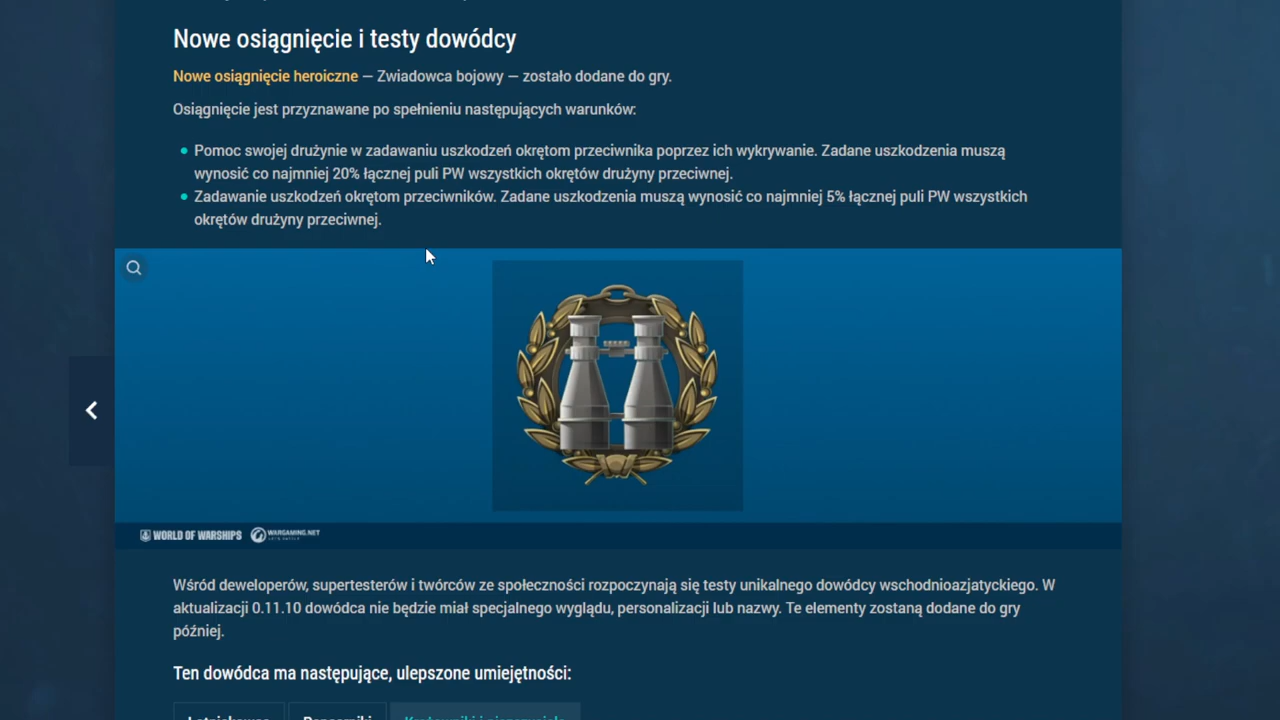 Nowe osiągnięcie i testy dowódcy
Nowe osiągnięcie heroiczne — Zwiadowca bojowy — zostało dodane do gry.
Osiągnięcie jest przyznawane po spełnieniu następujących warunków:
Pomoc swojej drużynie w zadawaniu uszkodzeń okrętom przeciwnika poprzez ich wykrywanie. Zadane uszkodzenia muszą
wynosić co najmniej 20% łącznej puli PW wszystkich okrętów drużyny przeciwnej.
Zadawanie uszkodzeń okrętom przeciwników. Zadane uszkodzenia muszą wynosić co najmniej 5% łącznej puli PW wszystkich
okrętów drużyny przeciwnej.
WORLD OF WARSHIPS WARGAMING.NET
Wśród deweloperów, supertesterów i twórców ze społeczności rozpoczynają się testy unikalnego dowódcy wschodnioazjatyckiego. W
aktualizacji 0.11.10 dowódca nie będzie miał specjalnego wyglądu, personalizacji lub nazwy. Te elementy zostaną dodane do gry
później.
Ten dowódca ma następujące, ulepszone umiejętności: